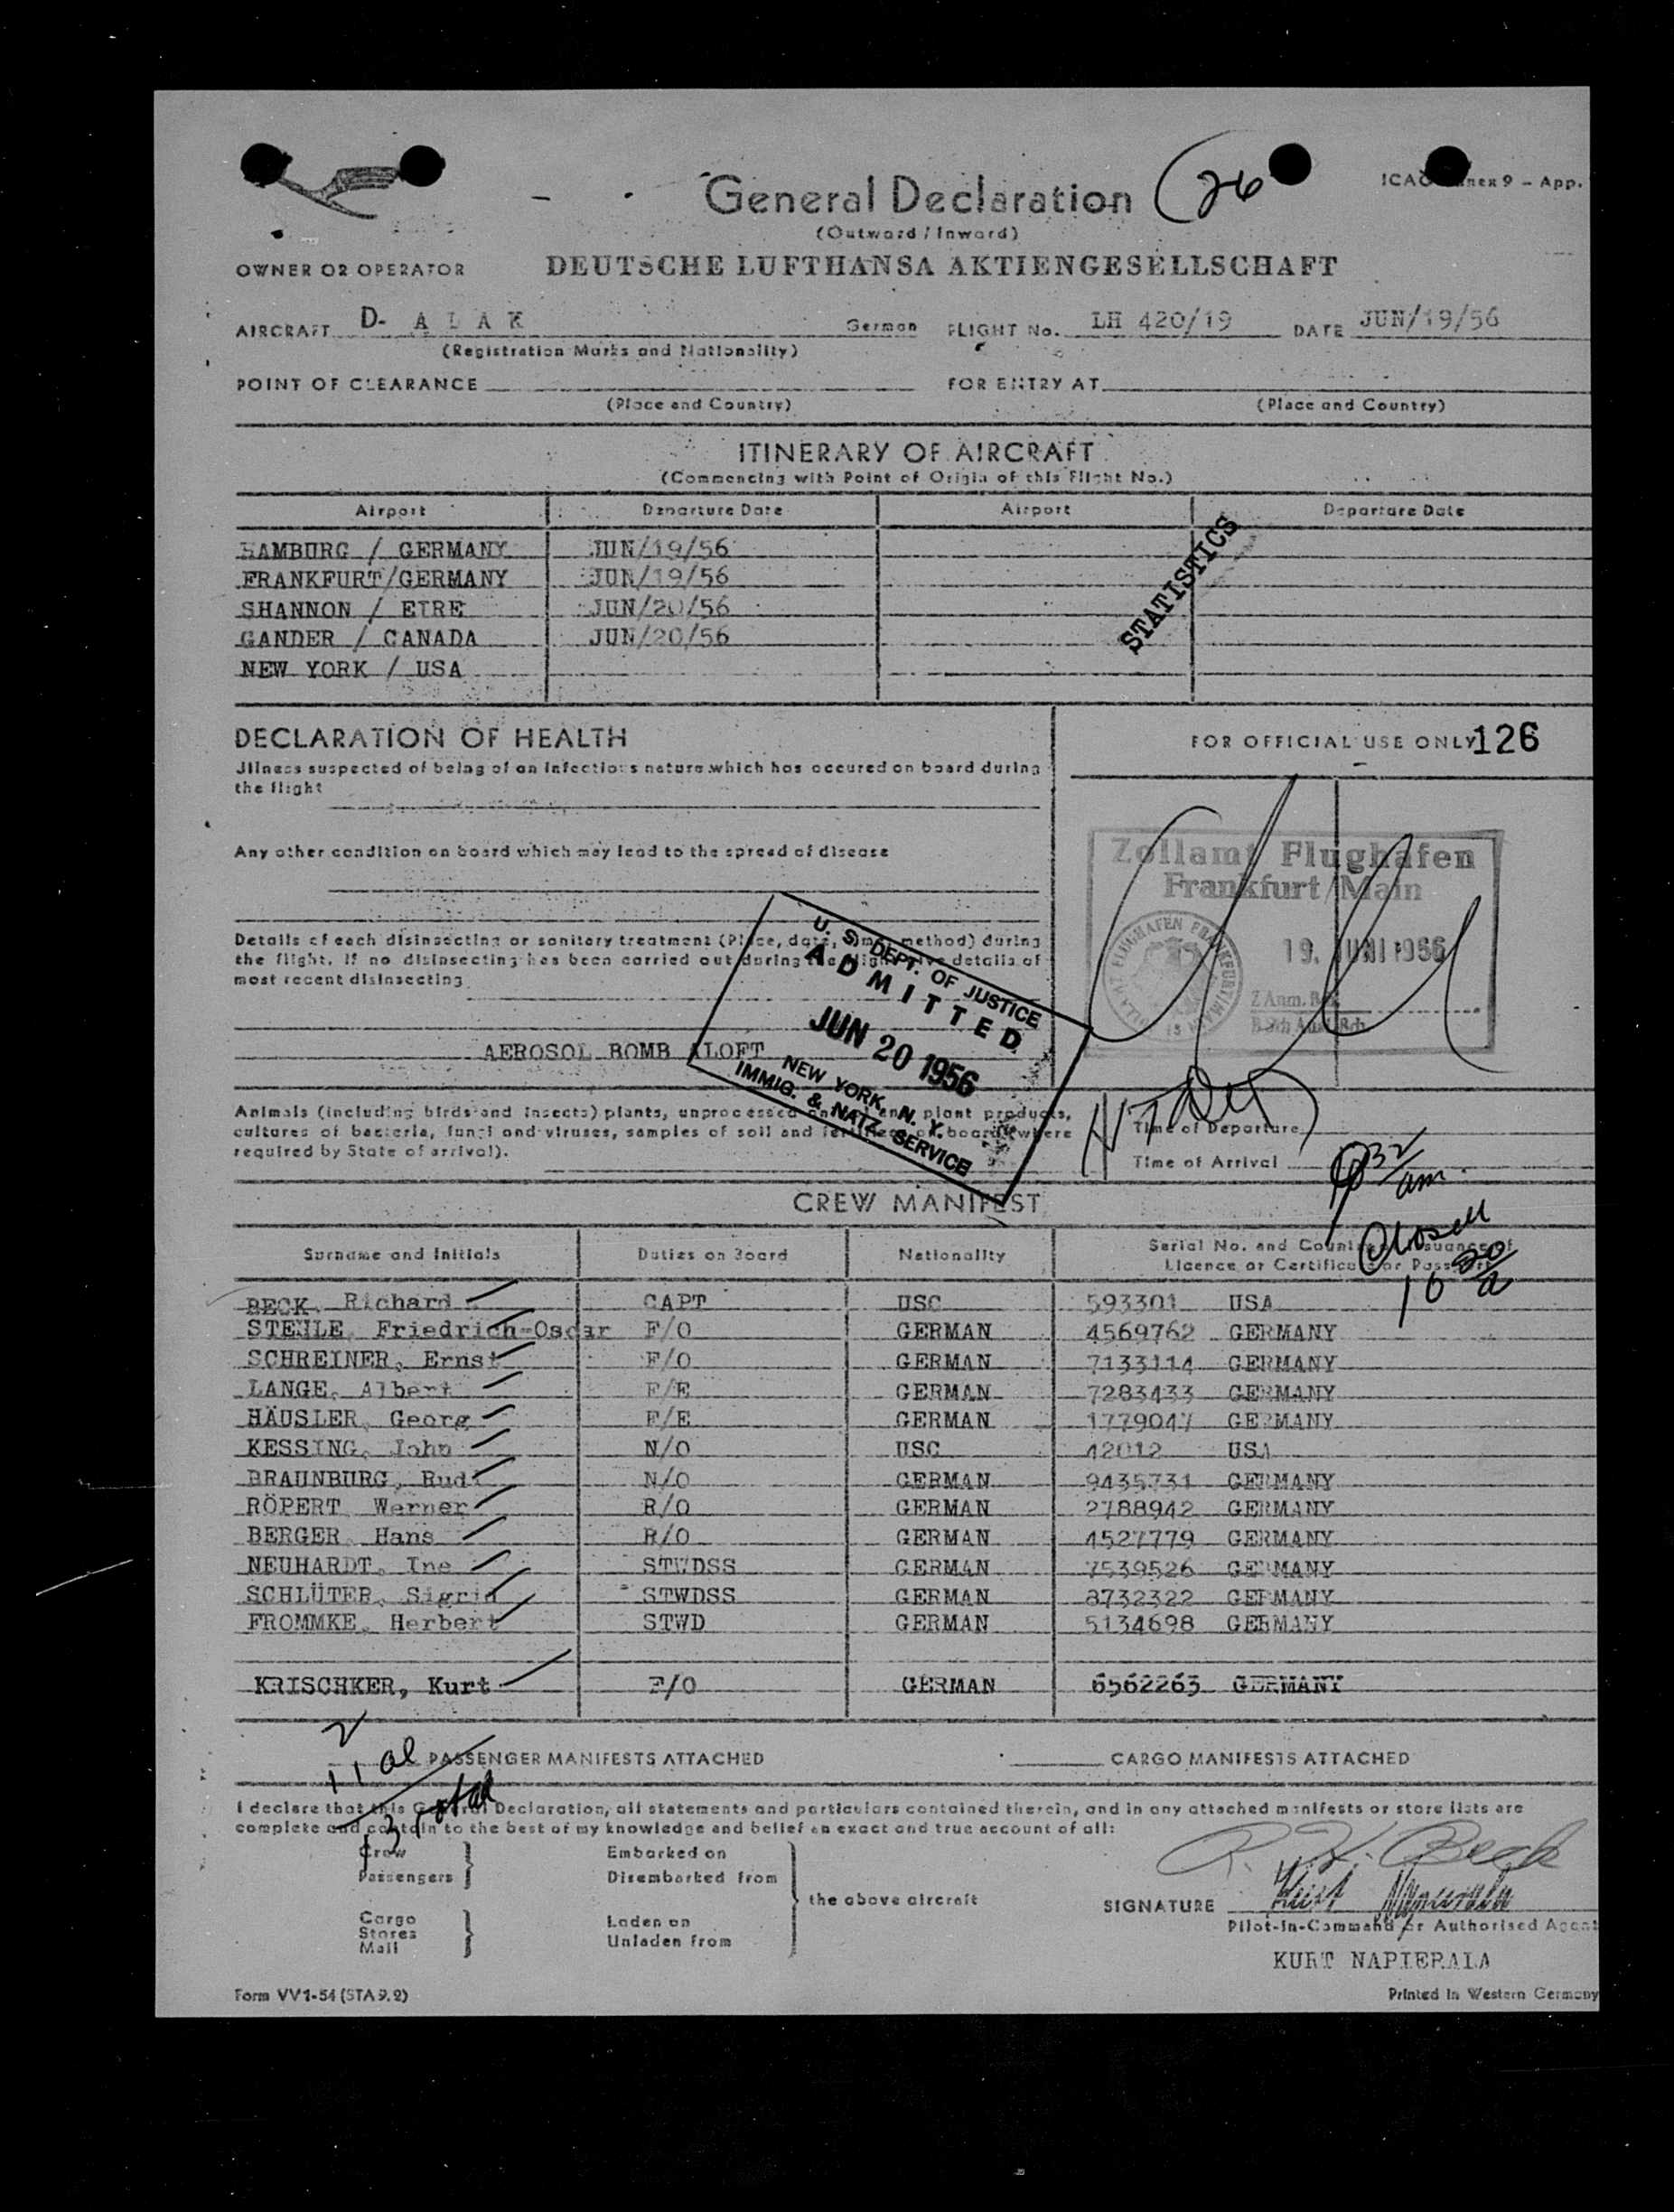 General Declaration (26
ICAO Annex 9 – App.
(Outward / Inward)
OWNER OR OPERATOR DEUTSCHE LUFTHANSA AKTIENGESELLSCHAFT
AIRCRAFT D- A L A K German FLIGHT No. LH 420/19 DATE JUN/19/56
(Registration Marks and Nationality)
POINT OF CLEARANCE FOR ENTRY AT
(Place and Country) (Place and Country)
ITINERARY OF AIRCRAFT
(Commencing with Point of Origin of this Flight No.)
Airport Departure Date Airport Departure Date
HAMBURG / GERMANY JUN/19/56
FRANKFURT/GERMANY JUN/19/56
SHANNON / EIRE JUN/20/56
GANDER / CANADA JUN/20/56
NEW YORK / USA
STATISTICS
DECLARATION OF HEALTH
Jllness suspected of being of an infectious nature which has occured on board during
the flight
Any other condition on board which may lead to the spread of disease
Details of each disinsecting or sanitary treatment (Place, date, time, method) during
the flight. If no disinsecting has been carried out during the flight give details of
most recent disinsecting
AEROSOL BOMB ALOFT
U. S. DEPT. OF JUSTICE
ADMITTED
JUN 20 1956
NEW YORK, N. Y.
IMMIG. & NATZ. SERVICE
Animals (including birds and insects) plants, unprocessed plant products,
cultures of bacteria, fungi and viruses, samples of soil and fertilizer on board (where
required by State of arrival).
FOR OFFICIAL USE ONLY 126
Zollamt Flughafen
Frankfurt/Main
19. JUNI 1956
Time of Departure
Time of Arrival
1032 am.
Closed
10 30 a
CREW MANIFEST
Surname and Initials Duties on Board Nationality Serial No. and Country of Issuance of
Licence or Certificate or Passport
BECK, Richard CAPT USC 593301 USA
STEHLE, Friedrich-Oscar F/O GERMAN 4569762 GERMANY
SCHREINER, Ernst F/O GERMAN 7133114 GERMANY
LANGE, Albert F/E GERMAN 7283433 GERMANY
HÄUSLER, Georg F/E GERMAN 1779047 GERMANY
KESSING, John N/O USC 42012 USA
BRAUNBURG, Rudi N/O GERMAN 9435731 GERMANY
RÖPERT, Werner R/O GERMAN 2788942 GERMANY
BERGER, Hans R/O GERMAN 4527779 GERMANY
NEUHARDT, Ine STWDSS GERMAN 7539526 GERMANY
SCHLÜTER, Sigrid STWDSS GERMAN 8732322 GERMANY
FROMMKE, Herbert STWD GERMAN 5134698 GERMANY
KRISCHKER, Kurt F/O GERMAN 6562263 GERMANY
2
11 al
13 total
PASSENGER MANIFESTS ATTACHED CARGO MANIFESTS ATTACHED
I declare that this General Declaration, all statements and particulars contained therein, and in any attached manifests or store lists are
complete and contain to the best of my knowledge and belief an exact and true account of all:
Crew Embarked on
Passengers Disembarked from
the above aircraft
Cargo Laden on
Stores
Mail Unladen from
R. H. Beck
SIGNATURE Kurt Napierala
Pilot-in-Command or Authorised Agent
KURT NAPIERALA
Form VV 1-54 (STA 9. 2) Printed in Western Germany